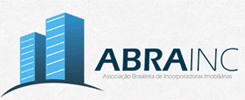 ABRAINC
Associação Brasileira de Incorporadoras Imobiliárias